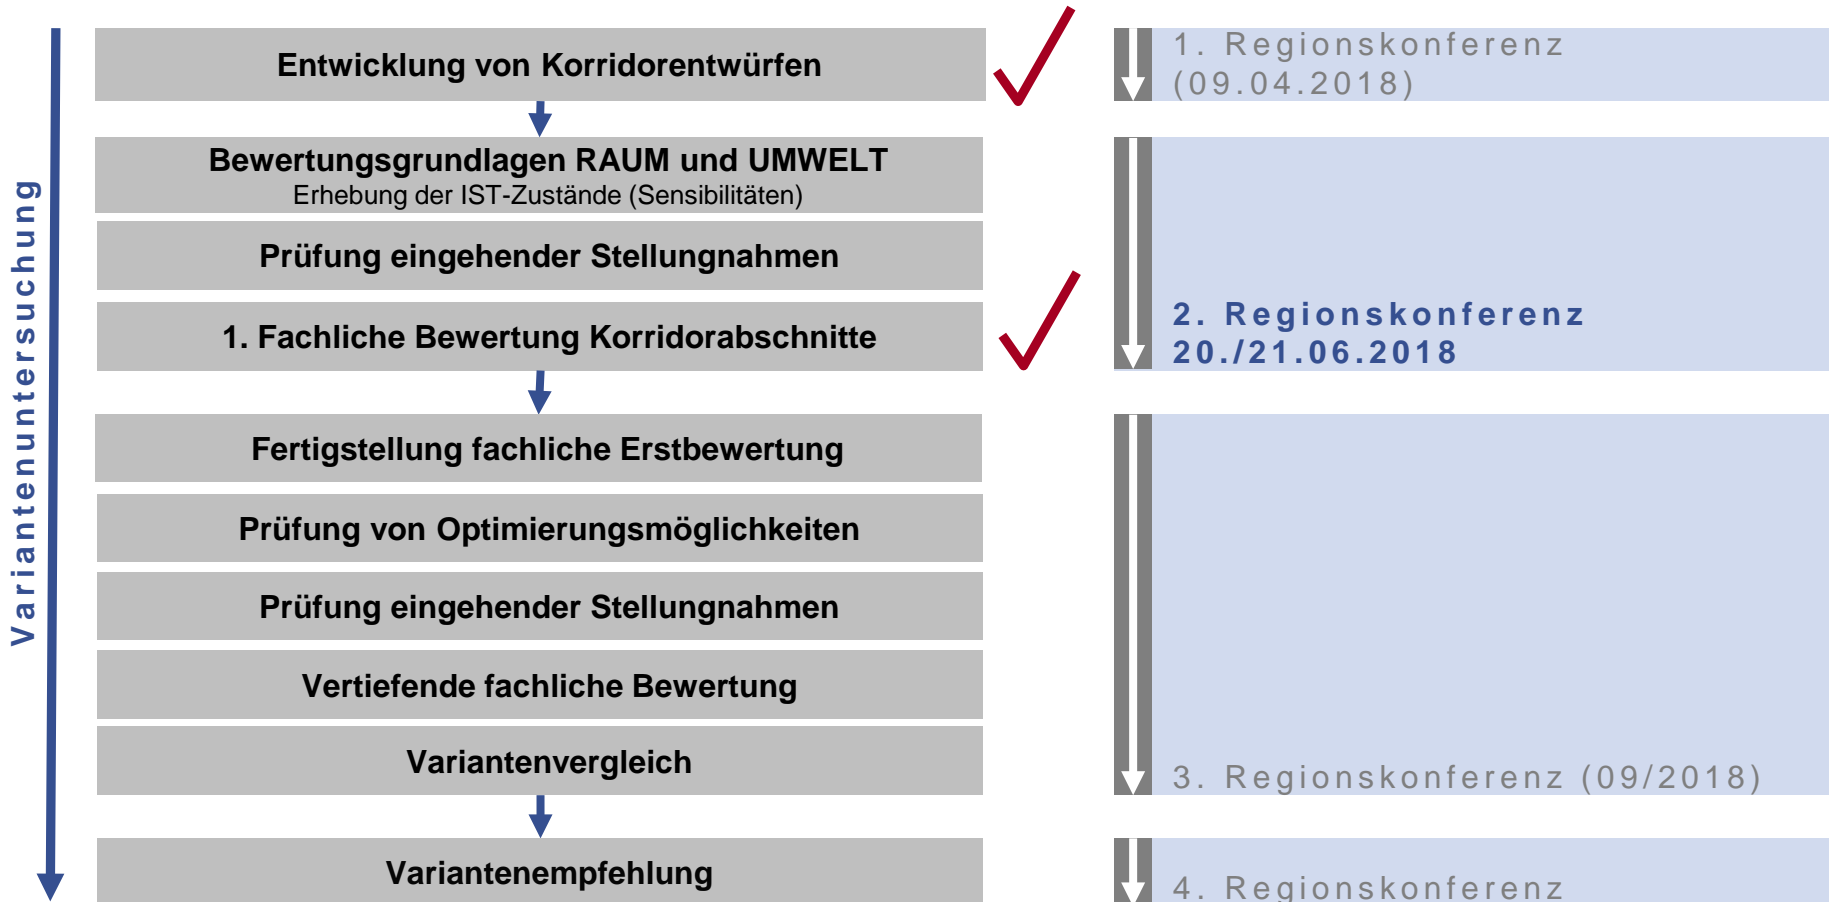 Variantenuntersuchung
Entwicklung von Korridorentwürfen
1. Regionskonferenz
(09.04.2018)
Bewertungsgrundlagen RAUM und UMWELT
Erhebung der IST-Zustände (Sensibilitäten)
Prüfung eingehender Stellungnahmen
1. Fachliche Bewertung Korridorabschnitte
2. Regionskonferenz
20./21.06.2018
Fertigstellung fachliche Erstbewertung
Prüfung von Optimierungsmöglichkeiten
Prüfung eingehender Stellungnahmen
Vertiefende fachliche Bewertung
Variantenvergleich
3. Regionskonferenz (09/2018)
Variantenempfehlung
4. Regionskonferenz